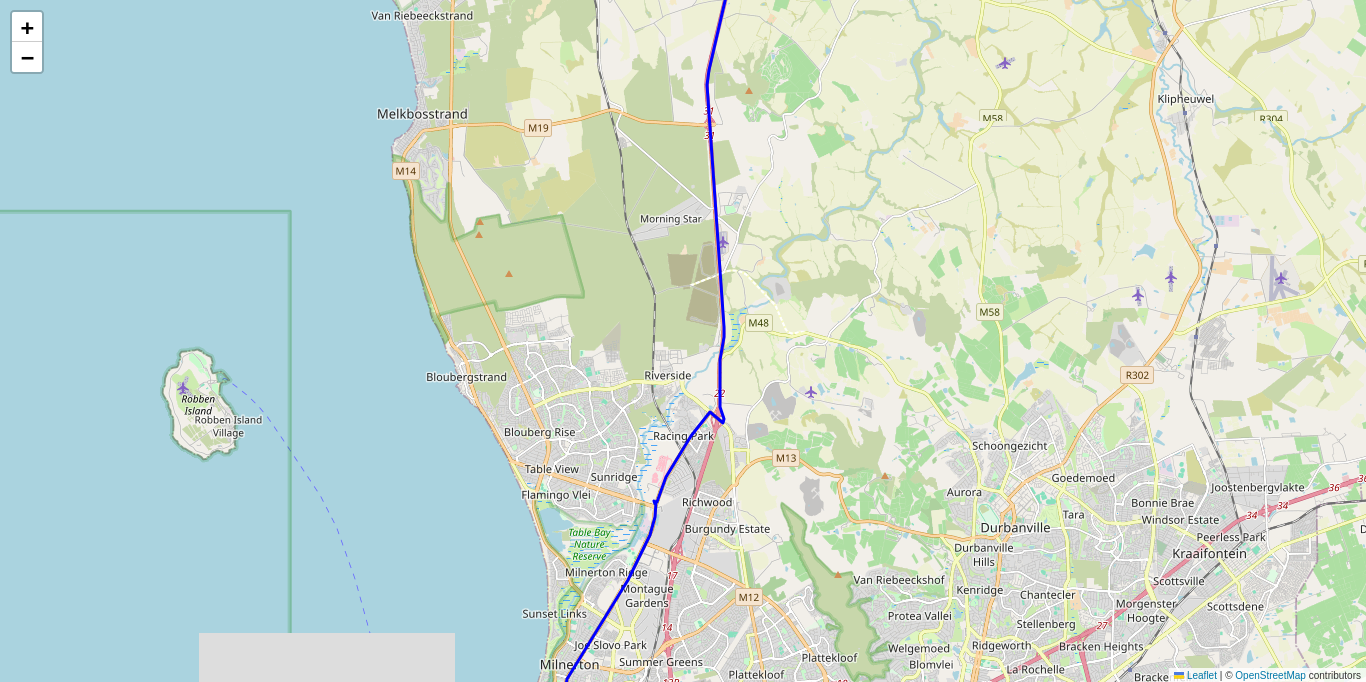 +
−
Van Riebeeckstrand
Melkbosstrand
M19
M14
31
31
M58
Klipheuwel
R304
Morning Star
M48
M58
Riverside
Bloubergstrand
22
R302
Robben
Island
Robben Island
Village
Blouberg Rise
Racing Park
Table View
Sunridge
M13
Schoongezicht
Flamingo Vlei
Richwood
Aurora
Goedemoed
Joostenbergvlakte
36
36
34
34
Bonnie Brae
Tara
Windsor Estate
Burgundy Estate
Durbanville
Table Bay
Nature
Reserve
Peerless Park
Durbanville
Hills
Kraaifontein
Milnerton Ridge
17
Van Riebeeckshof
Scottsville
Montague
Gardens
M12
Kenridge
Chantecler
Morgenster
Hoogte
Scottsdene
Sunset Links
Protea Vallei
Stellenberg
27
14
Joe Slovo Park
Welgemoed
Ridgeworth
Bracken Heights
Milnerton
Summer Greens
Plattekloof
Blomvlei
La Rochelle
Plattekloof
Leaflet | © OpenStreetMap contributors